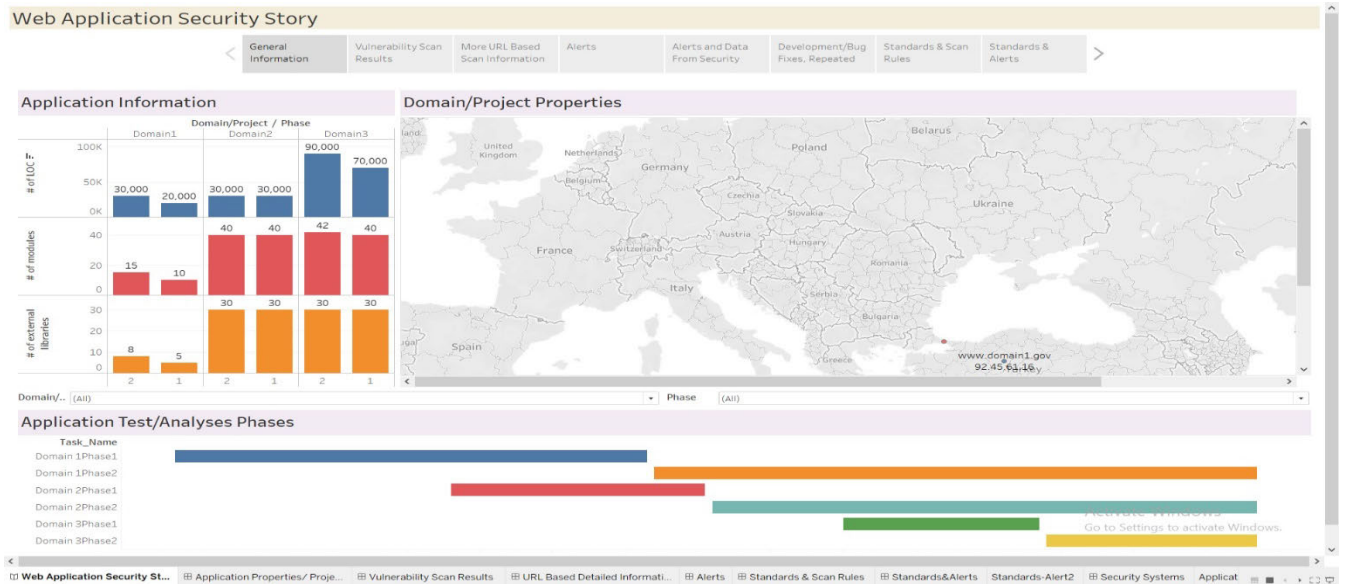 Web Application Security Story
General Information
Vulnerability Scan Results
More URL Based Scan Information
Alerts
Alerts and Data From Security
Development/Bug Fixes, Repeated
Standards & Scan Rules
Standards & Alerts
Application Information
Domain/Project / Phase
Domain1 Domain2 Domain3
# of LOC
100K
50K
0K
30,000 20,000 30,000 30,000 90,000 70,000
# of modules
40
20
0
15 10 40 40 42 40
# of external libraries
30
20
10
0
8 5 30 30 30 30
2 1 2 1 2 1
Domain/Project Properties
land
United Kingdom
Netherlands
Belgium
Germany
Poland
Belarus
Czechia
Slovakia
Ukraine
France
Switzerland
Austria
Hungary
Romania
Italy
Serbia
Bulgaria
ugal
Spain
Greece
www.domain1.gov
92.45.61.16
Turkey
Domain/.. (All)
Phase (All)
Application Test/Analyses Phases
Task_Name
Domain 1Phase1
Domain 1Phase2
Domain 2Phase1
Domain 2Phase2
Domain 3Phase1
Domain 3Phase2
Activate Windows
Go to Settings to activate Windows.
Web Application Security St... Application Properties/ Proje... Vulnerability Scan Results URL Based Detailed Informati... Alerts Standards & Scan Rules Standards&Alerts Standards-Alert2 Security Systems Applicat